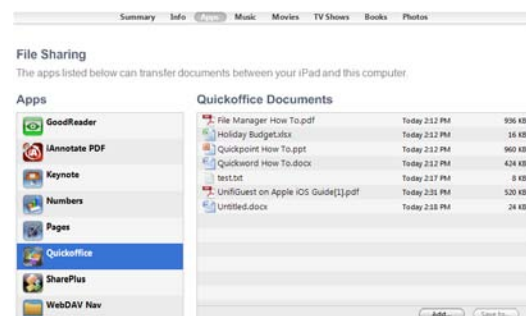 Summary Info Apps Music Movies TV Shows Books Photos
File Sharing
The apps listed below can transfer documents between your iPad and this computer.
Apps
Quickoffice Documents
GoodReader
iAnnotate PDF
Keynote
Numbers
Pages
Quickoffice
SharePlus
WebDAV Nav
File Manager How To.pdf Today 2:12 PM 936 KB
Holiday Budget.xlsx Today 2:12 PM 16 KB
Quickpoint How To.ppt Today 2:12 PM 960 KB
Quickword How To.docx Today 2:12 PM 424 KB
test.txt Today 2:17 PM 8 KB
UnifiGuest on Apple iOS Guide[1].pdf Today 2:31 PM 520 KB
Untitled.docx Today 2:18 PM 24 KB
Add... Save to...